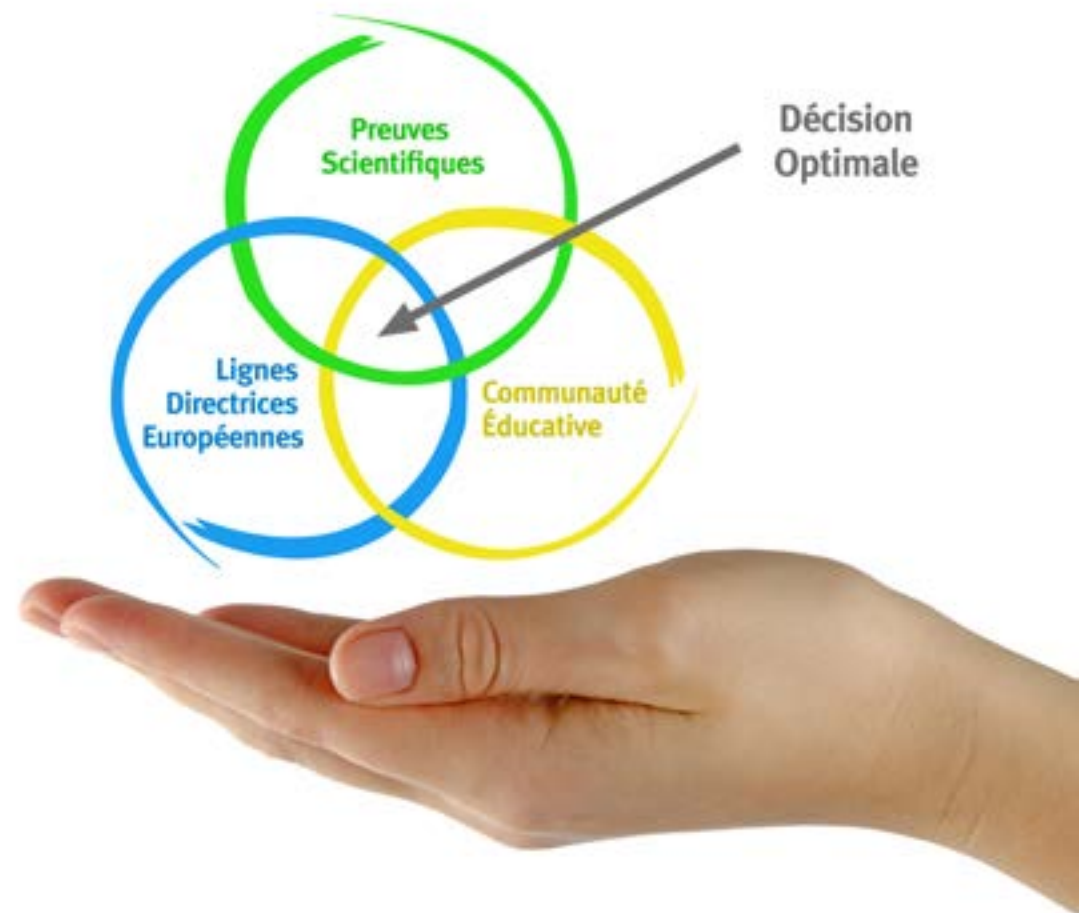 Preuves
Scientifiques
Décision
Optimale
Lignes
Directrices
Européennes
Communauté
Éducative